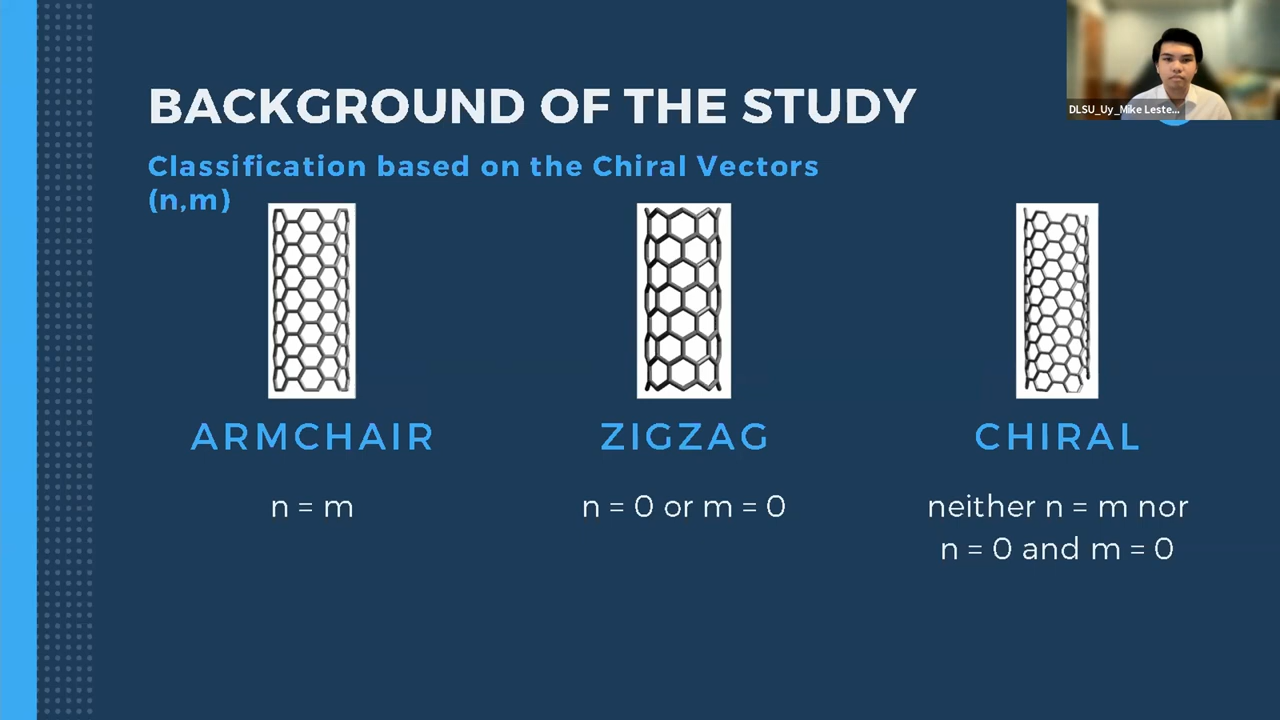 DLSU_Uy_Mike Leste...
BACKGROUND OF THE STUDY
Classification based on the Chiral Vectors
(n,m)
ARMCHAIR
n = m
ZIGZAG
n = 0 or m = 0
CHIRAL
neither n = m nor
n = 0 and m = 0